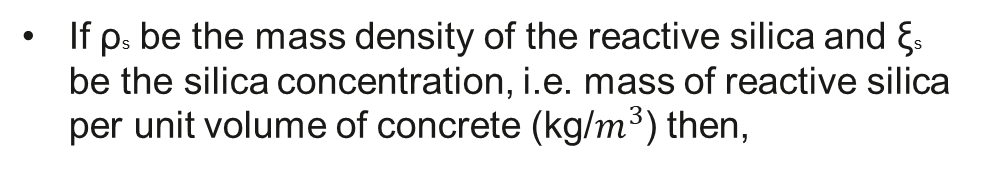 • If ρₛ be the mass density of the reactive silica and ξₛ
be the silica concentration, i.e. mass of reactive silica
per unit volume of concrete (kg/m³) then,